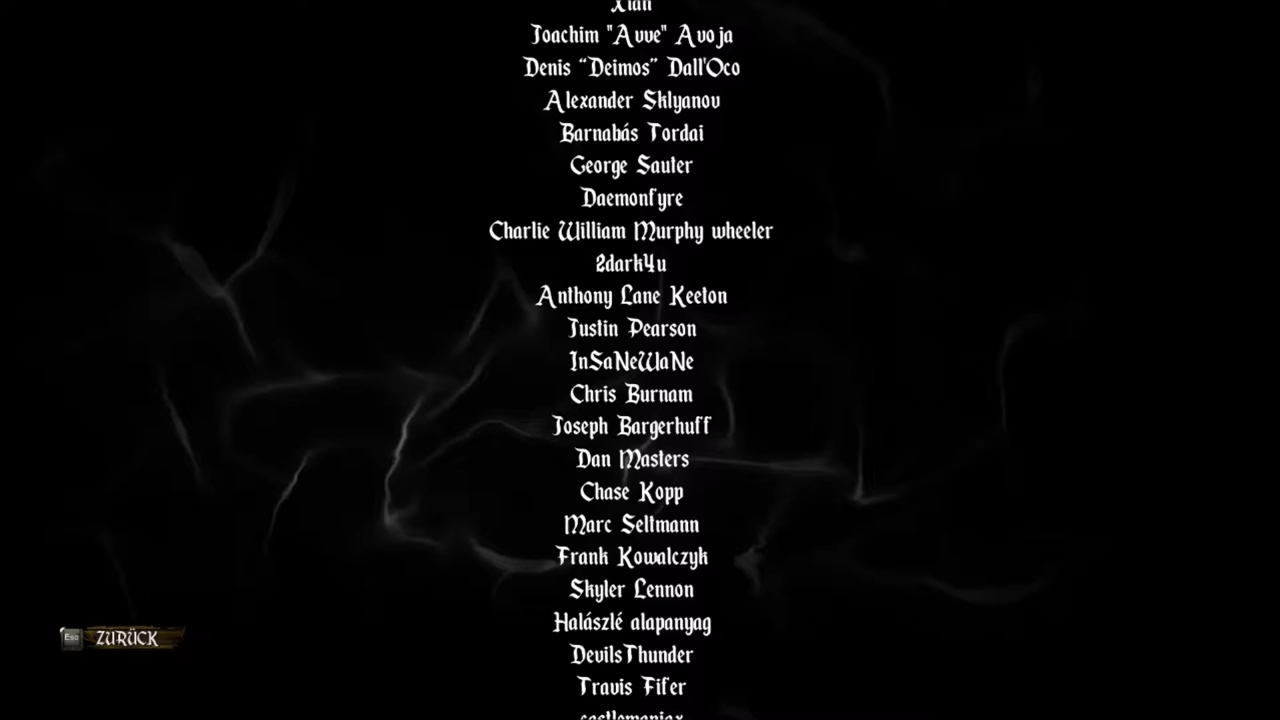 Xian
Joachim "Avve" Avoja
Denis “Deimos” Dall'Oco
Alexander Sklyanov
Barnabás Tordai
George Sauter
Daemonfyre
Charlie William Murphy wheeler
2dark4u
Anthony Lane Keeton
Justin Pearson
InSaNeWaNe
Chris Burnam
Joseph Bargerhuff
Dan Masters
Chase Kopp
Marc Seltmann
Frank Kowalczyk
Skyler Lennon
Halászlé alapanyag
Esc ZURÜCK
DevilsThunder
Travis Fifer
castlemaniax